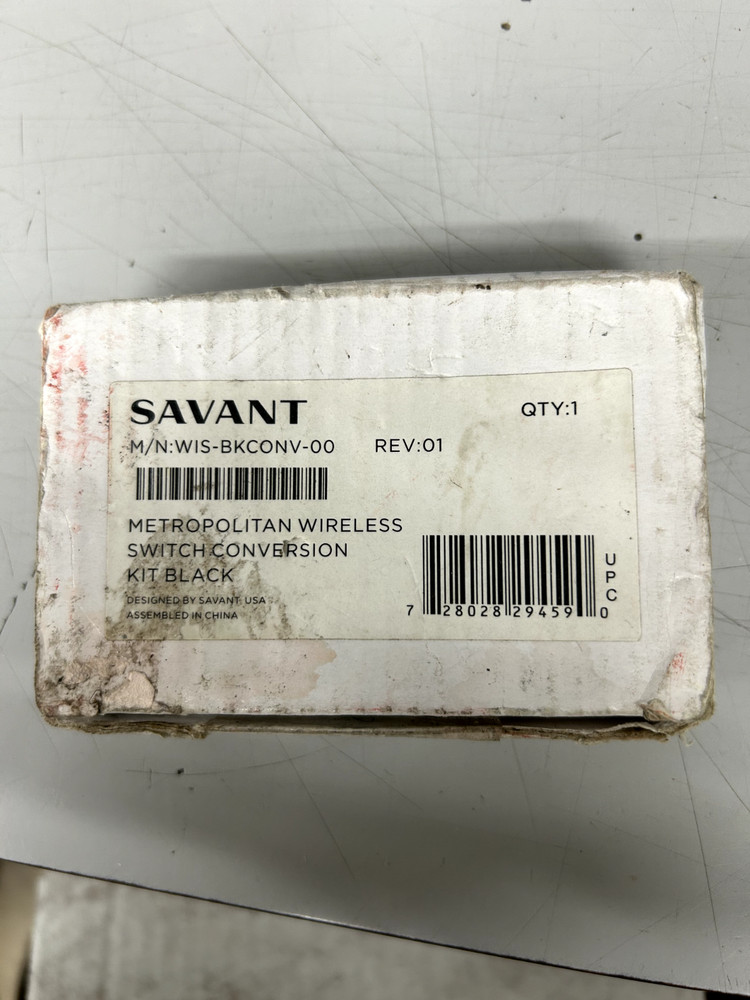 SAVANT
QTY:1
M/N:WIS-BKCONV-00 REV:01
METROPOLITAN WIRELESS
SWITCH CONVERSION
KIT BLACK
DESIGNED BY SAVANT, USA
ASSEMBLED IN CHINA
UPC
7 28028 29459 0